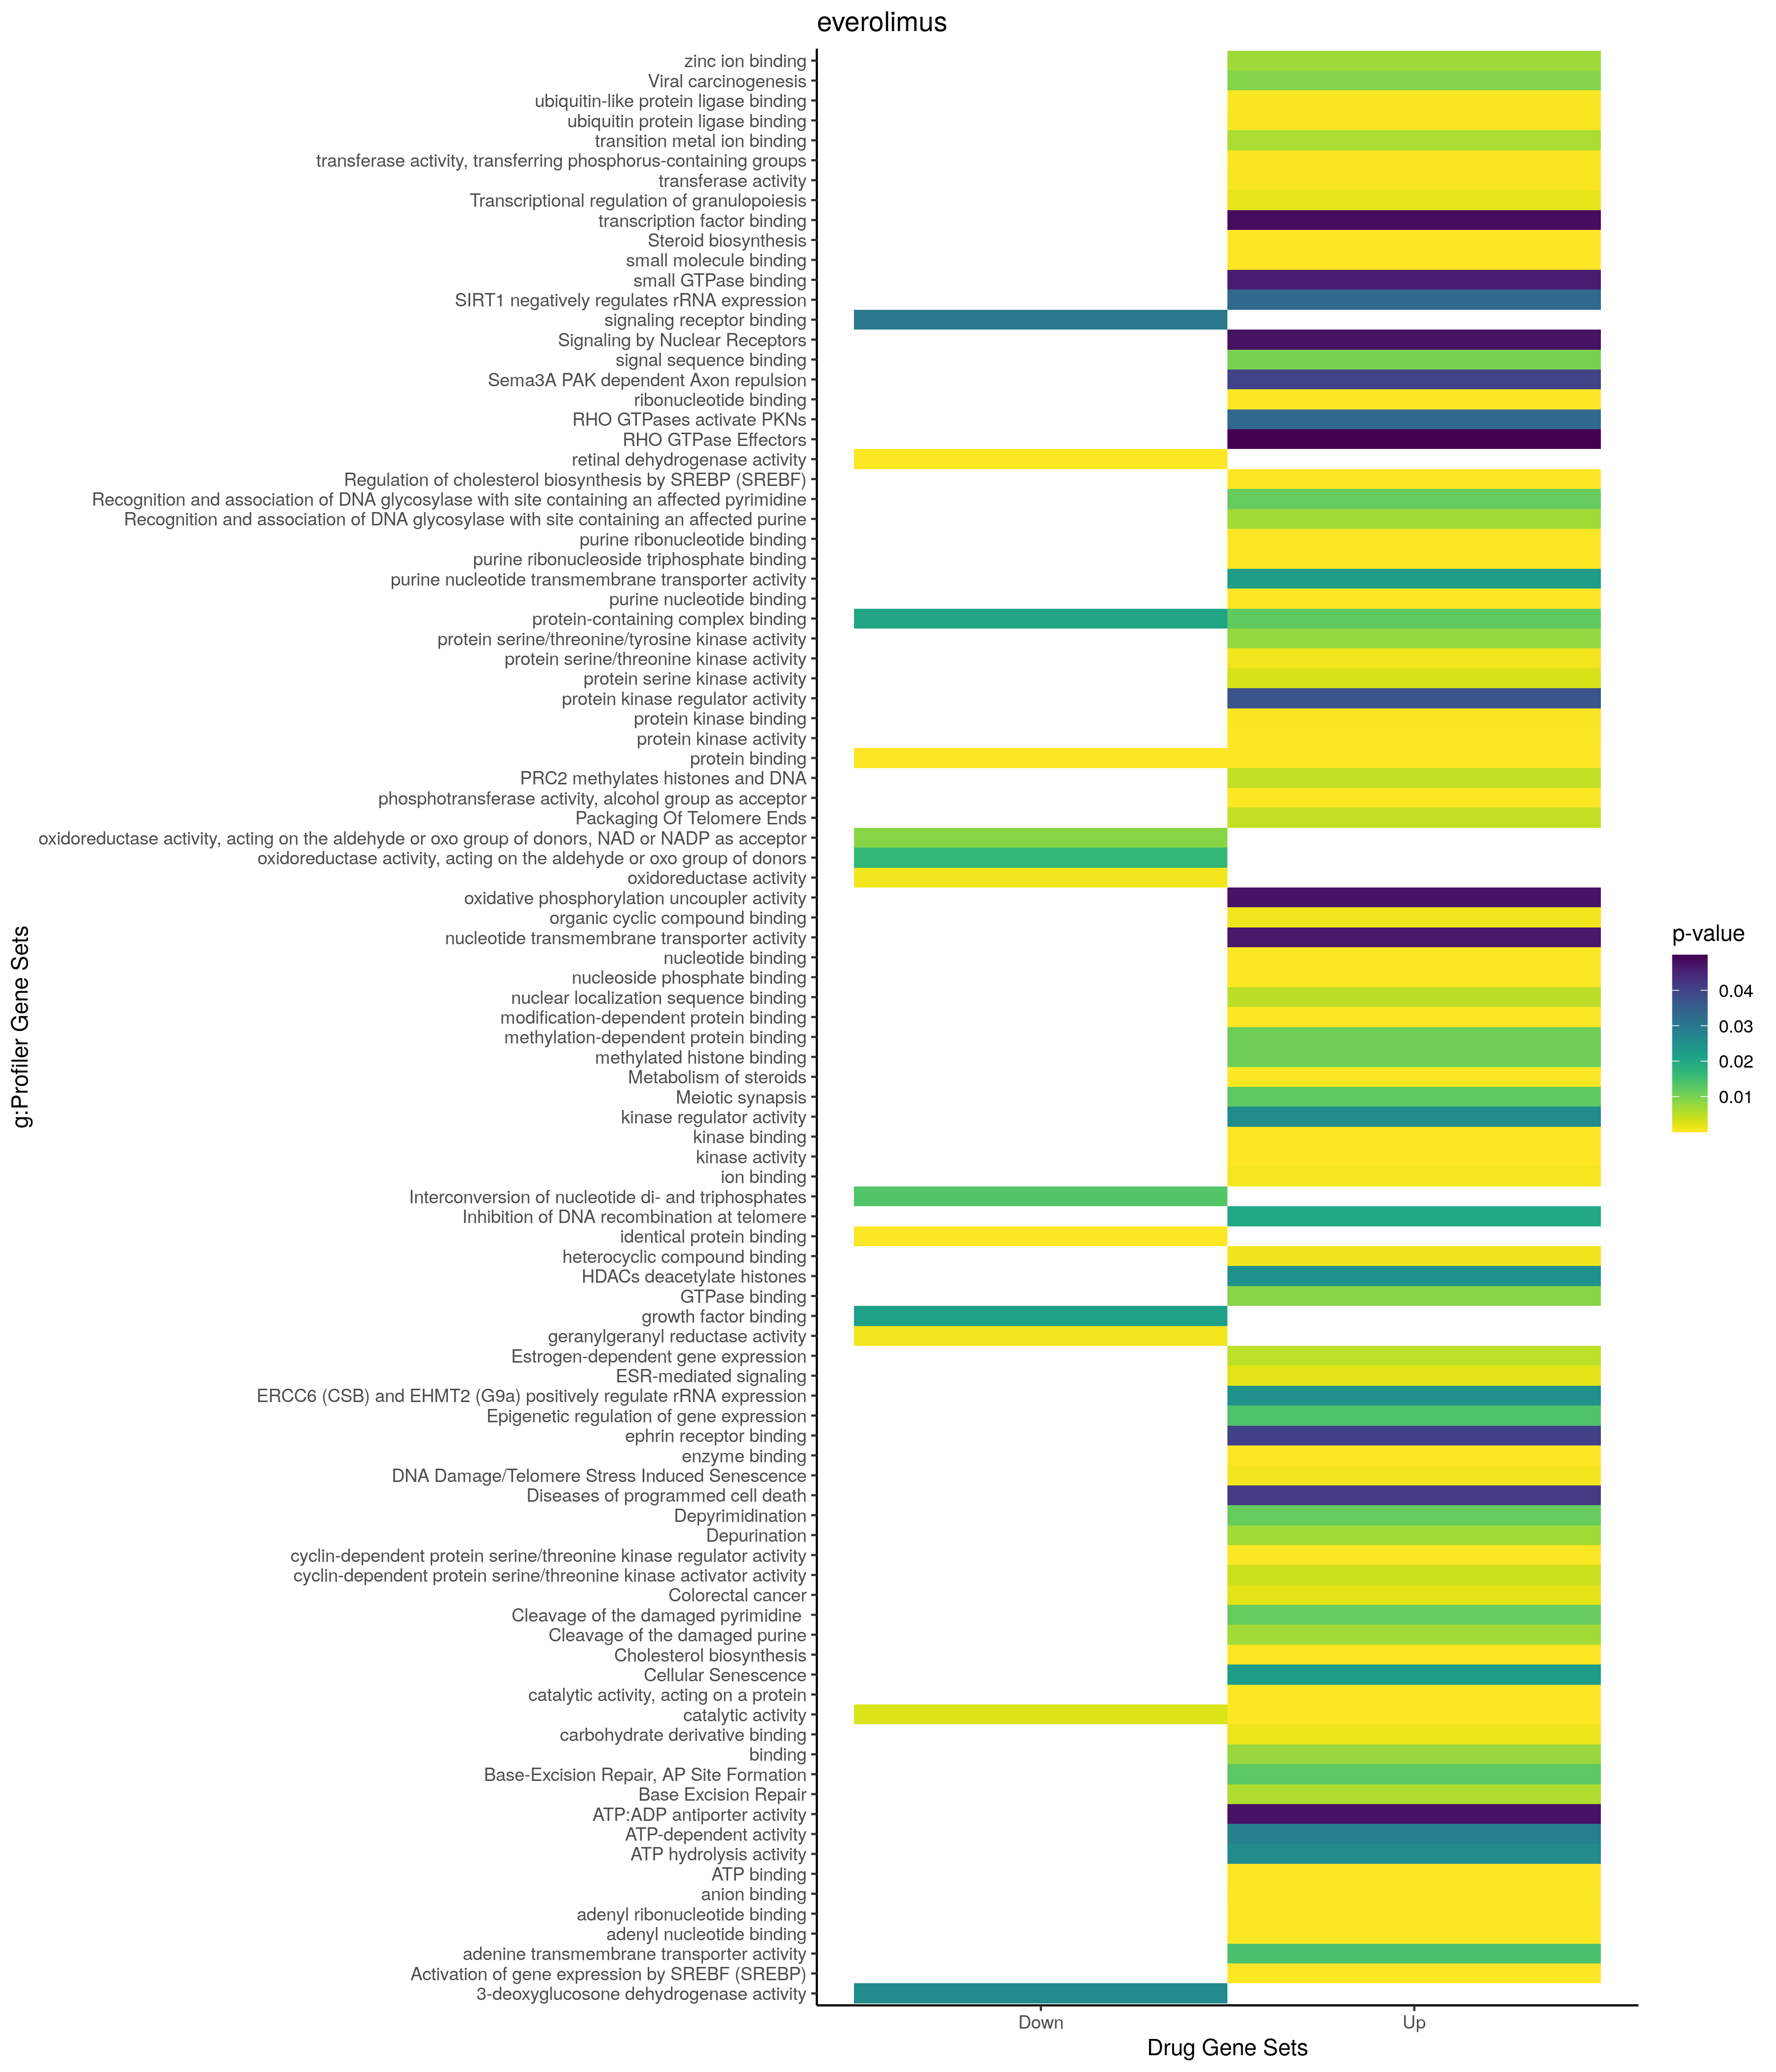 everolimus
zinc ion binding
Viral carcinogenesis
ubiquitin-like protein ligase binding
ubiquitin protein ligase binding
transition metal ion binding
transferase activity, transferring phosphorus-containing groups
transferase activity
Transcriptional regulation of granulopoiesis
transcription factor binding
Steroid biosynthesis
small molecule binding
small GTPase binding
SIRT1 negatively regulates rRNA expression
signaling receptor binding
Signaling by Nuclear Receptors
signal sequence binding
Sema3A PAK dependent Axon repulsion
ribonucleotide binding
RHO GTPases activate PKNs
RHO GTPase Effectors
retinal dehydrogenase activity
Regulation of cholesterol biosynthesis by SREBP (SREBF)
Recognition and association of DNA glycosylase with site containing an affected pyrimidine
Recognition and association of DNA glycosylase with site containing an affected purine
purine ribonucleotide binding
purine ribonucleoside triphosphate binding
purine nucleotide transmembrane transporter activity
purine nucleotide binding
protein-containing complex binding
protein serine/threonine/tyrosine kinase activity
protein serine/threonine kinase activity
protein serine kinase activity
protein kinase regulator activity
protein kinase binding
protein kinase activity
protein binding
PRC2 methylates histones and DNA
phosphotransferase activity, alcohol group as acceptor
Packaging Of Telomere Ends
oxidoreductase activity, acting on the aldehyde or oxo group of donors, NAD or NADP as acceptor
oxidoreductase activity, acting on the aldehyde or oxo group of donors
oxidoreductase activity
oxidative phosphorylation uncoupler activity
organic cyclic compound binding
nucleotide transmembrane transporter activity
nucleotide binding
nucleoside phosphate binding
nuclear localization sequence binding
modification-dependent protein binding
methylation-dependent protein binding
methylated histone binding
Metabolism of steroids
Meiotic synapsis
kinase regulator activity
kinase binding
kinase activity
ion binding
Interconversion of nucleotide di- and triphosphates
Inhibition of DNA recombination at telomere
identical protein binding
heterocyclic compound binding
HDACs deacetylate histones
GTPase binding
growth factor binding
geranylgeranyl reductase activity
Estrogen-dependent gene expression
ESR-mediated signaling
ERCC6 (CSB) and EHMT2 (G9a) positively regulate rRNA expression
Epigenetic regulation of gene expression
ephrin receptor binding
enzyme binding
DNA Damage/Telomere Stress Induced Senescence
Diseases of programmed cell death
Depyrimidination
Depurination
cyclin-dependent protein serine/threonine kinase regulator activity
cyclin-dependent protein serine/threonine kinase activator activity
Colorectal cancer
Cleavage of the damaged pyrimidine
Cleavage of the damaged purine
Cholesterol biosynthesis
Cellular Senescence
catalytic activity, acting on a protein
catalytic activity
carbohydrate derivative binding
binding
Base-Excision Repair, AP Site Formation
Base Excision Repair
ATP:ADP antiporter activity
ATP-dependent activity
ATP hydrolysis activity
ATP binding
anion binding
adenyl ribonucleotide binding
adenyl nucleotide binding
adenine transmembrane transporter activity
Activation of gene expression by SREBF (SREBP)
3-deoxyglucosone dehydrogenase activity
g:Profiler Gene Sets
Down
Up
Drug Gene Sets
p-value
0.04
0.03
0.02
0.01